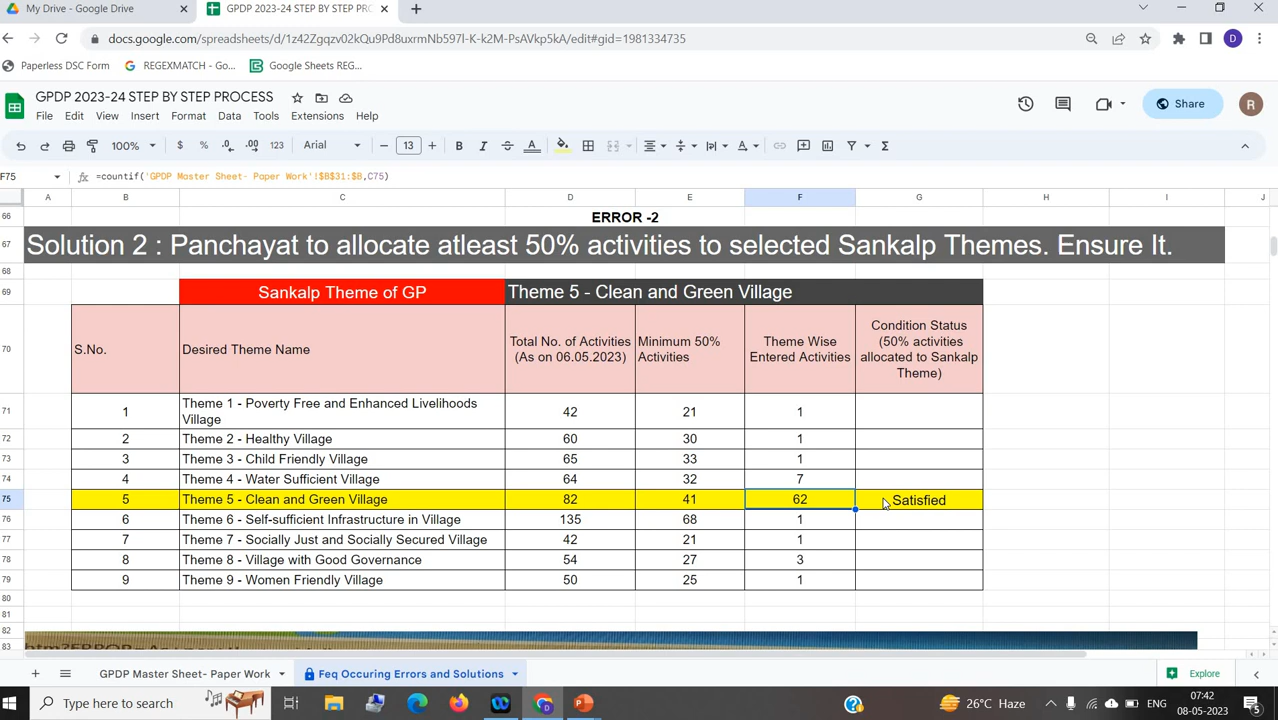 My Drive - Google Drive
GPDP 2023-24 STEP BY STEP PROC
docs.google.com/spreadsheets/d/1z42Zgqzv02kQu9Pd8uxrmNb597l-K-k2M-PsAVkp5kA/edit#gid=1981334735
D
Paperless DSC Form
REGEXMATCH - Go...
Google Sheets REG...
GPDP 2023-24 STEP BY STEP PROCESS
File Edit View Insert Format Data Tools Extensions Help
Share
R
100%
$ % .0 .00 123
Arial
13
B I S A
Σ
F75
fx =countif('GPDP Master Sheet- Paper Work'!$B$31:$B,C75)
A B C D E F G H I J
66 ERROR -2
67 Solution 2 : Panchayat to allocate atleast 50% activities to selected Sankalp Themes. Ensure It.
68
69 Sankalp Theme of GP Theme 5 - Clean and Green Village
70 S.No. Desired Theme Name Total No. of Activities (As on 06.05.2023) Minimum 50% Activities Theme Wise Entered Activities Condition Status (50% activities allocated to Sankalp Theme)
71 1 Theme 1 - Poverty Free and Enhanced Livelihoods Village 42 21 1
72 2 Theme 2 - Healthy Village 60 30 1
73 3 Theme 3 - Child Friendly Village 65 33 1
74 4 Theme 4 - Water Sufficient Village 64 32 7
75 5 Theme 5 - Clean and Green Village 82 41 62 Satisfied
76 6 Theme 6 - Self-sufficient Infrastructure in Village 135 68 1
77 7 Theme 7 - Socially Just and Socially Secured Village 42 21 1
78 8 Theme 8 - Village with Good Governance 54 27 3
79 9 Theme 9 - Women Friendly Village 50 25 1
80
81
82
83
GPDP Master Sheet- Paper Work
Feq Occuring Errors and Solutions
Explore
Type here to search
26°C Haze
ENG
07:42
08-05-2023
5